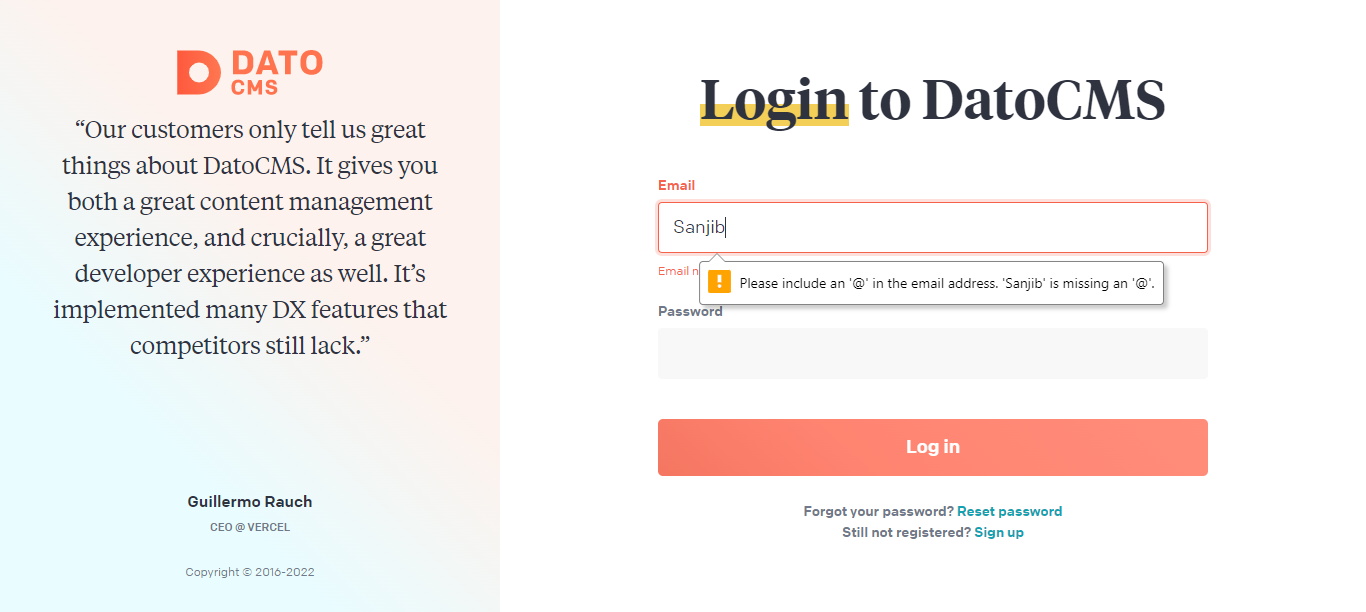 DATO
CMS
“Our customers only tell us great
things about DatoCMS. It gives you
both a great content management
experience, and crucially, a great
developer experience as well. It’s
implemented many DX features that
competitors still lack.”
Guillermo Rauch
CEO @ VERCEL
Copyright © 2016-2022
Login to DatoCMS
Email
Sanjib
Email
Please include an '@' in the email address. 'Sanjib' is missing an '@'.
Password
Log in
Forgot your password? Reset password
Still not registered? Sign up